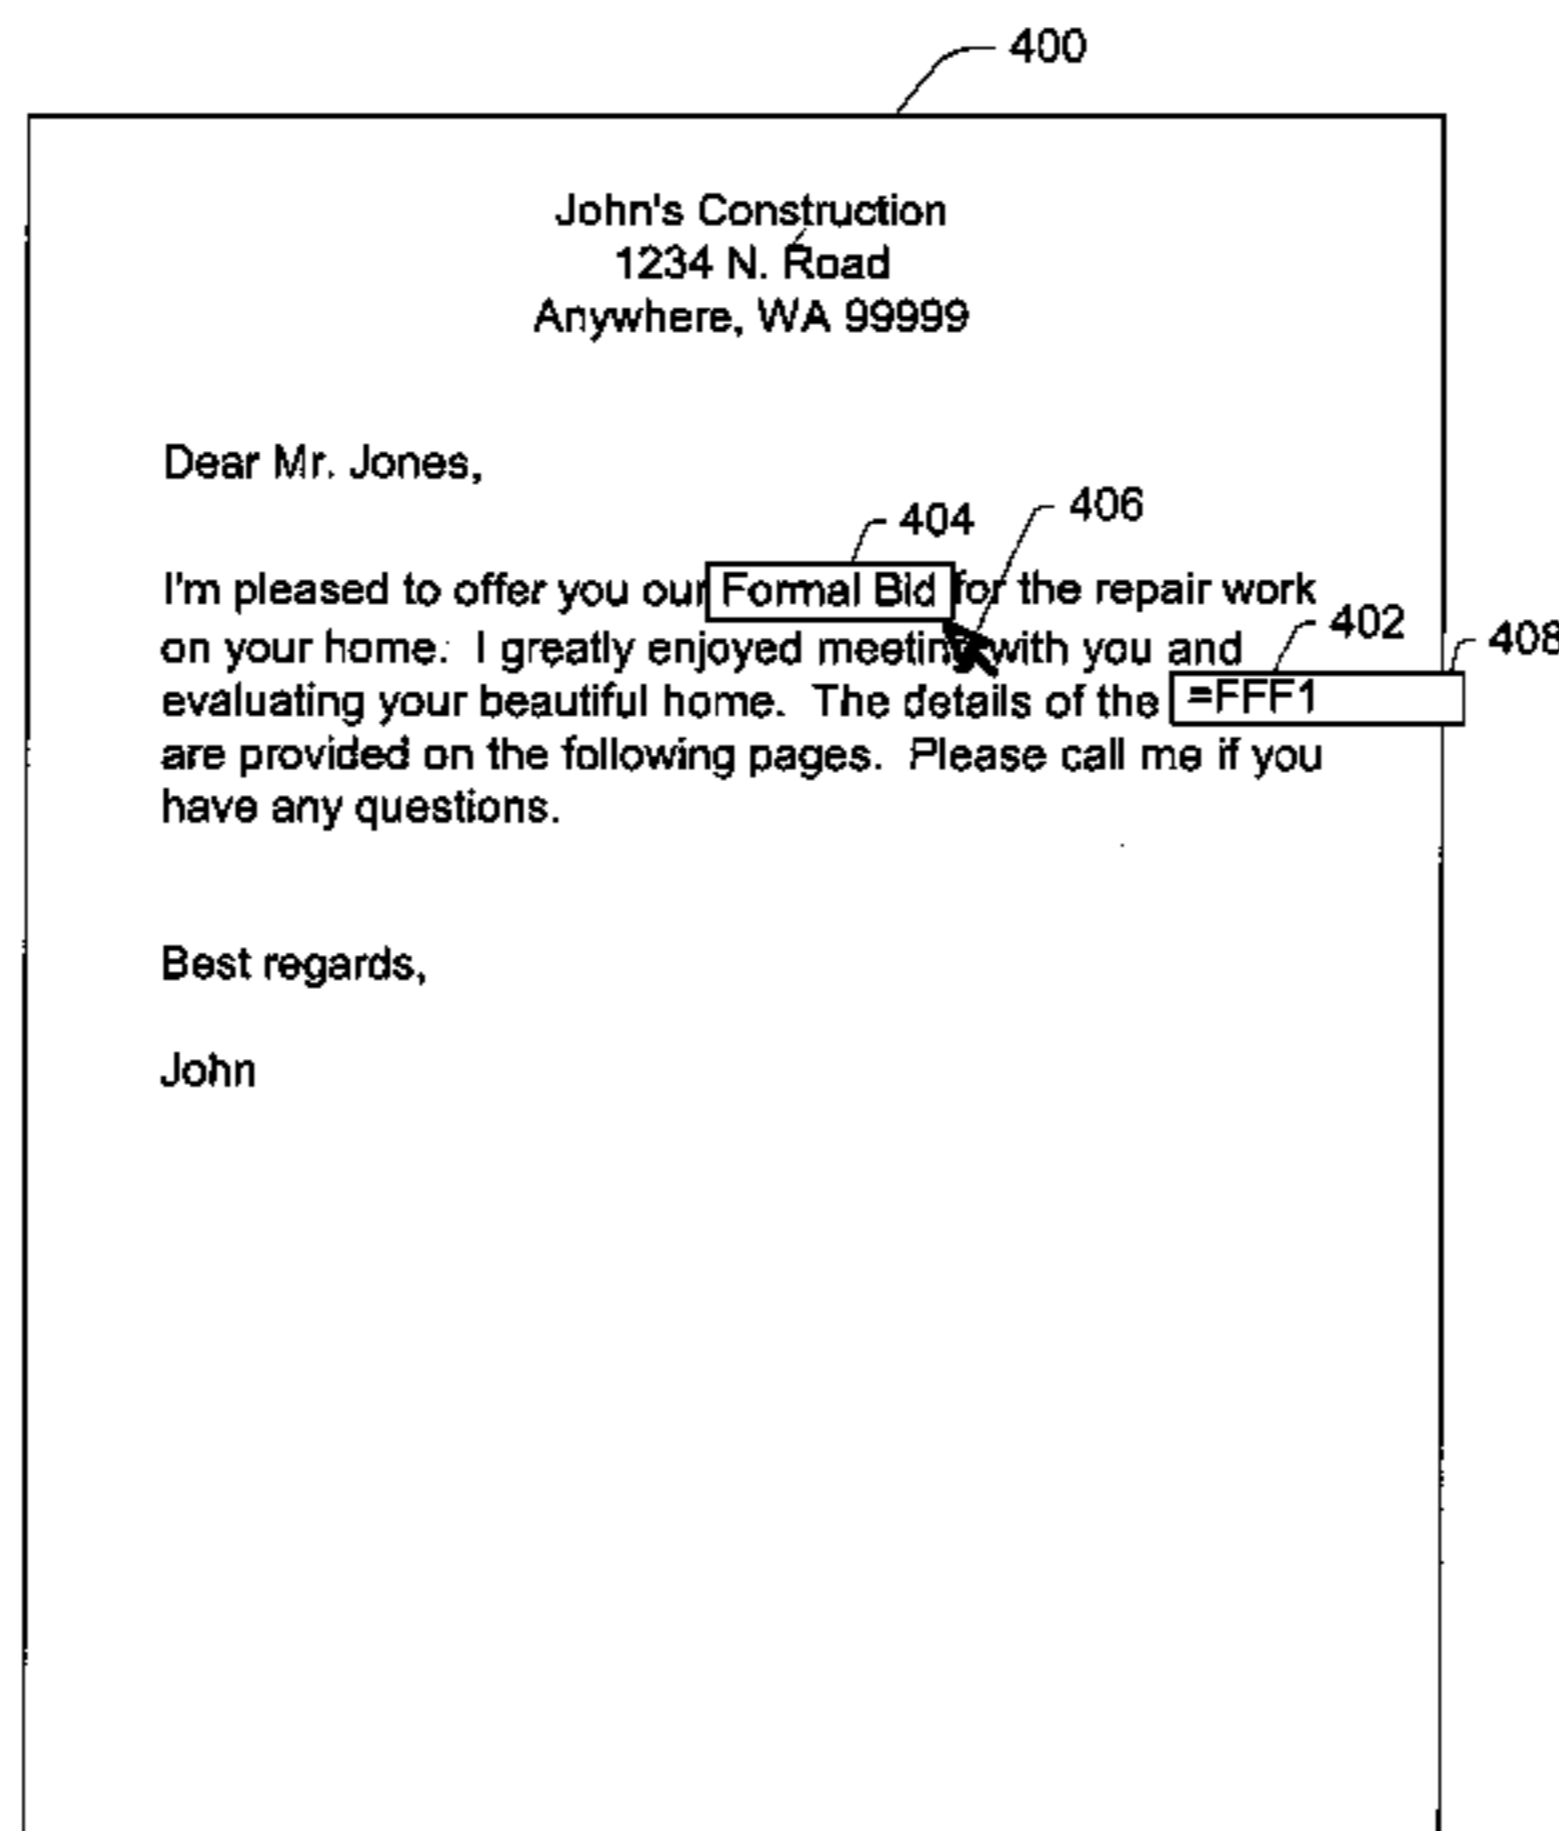 400
John's Construction
1234 N. Road
Anywhere, WA 99999
Dear Mr. Jones,
404 406
I'm pleased to offer you our Formal Bid for the repair work
402 408
on your home. I greatly enjoyed meeting with you and
evaluating your beautiful home. The details of the =FFF1
are provided on the following pages. Please call me if you
have any questions.
Best regards,
John